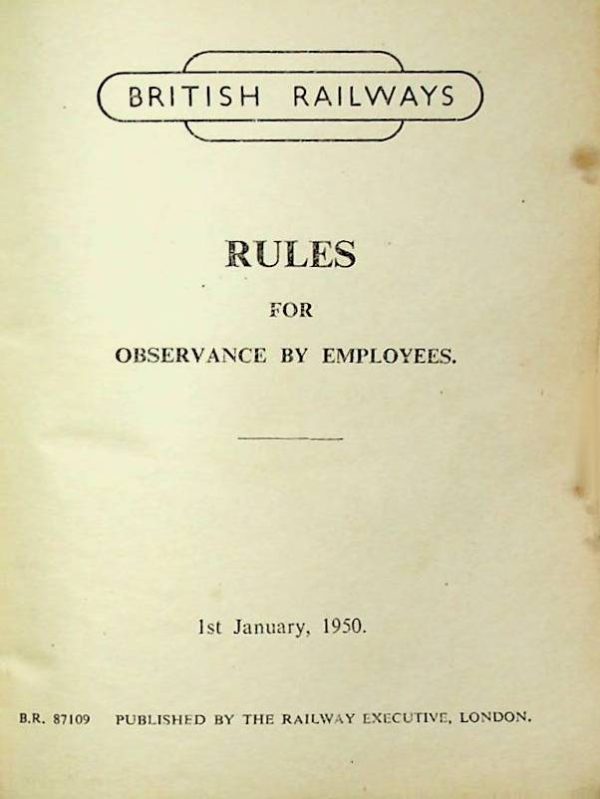 BRITISH RAILWAYS
RULES
FOR
OBSERVANCE BY EMPLOYEES.
1st January, 1950.
B.R. 87109 PUBLISHED BY THE RAILWAY EXECUTIVE, LONDON.